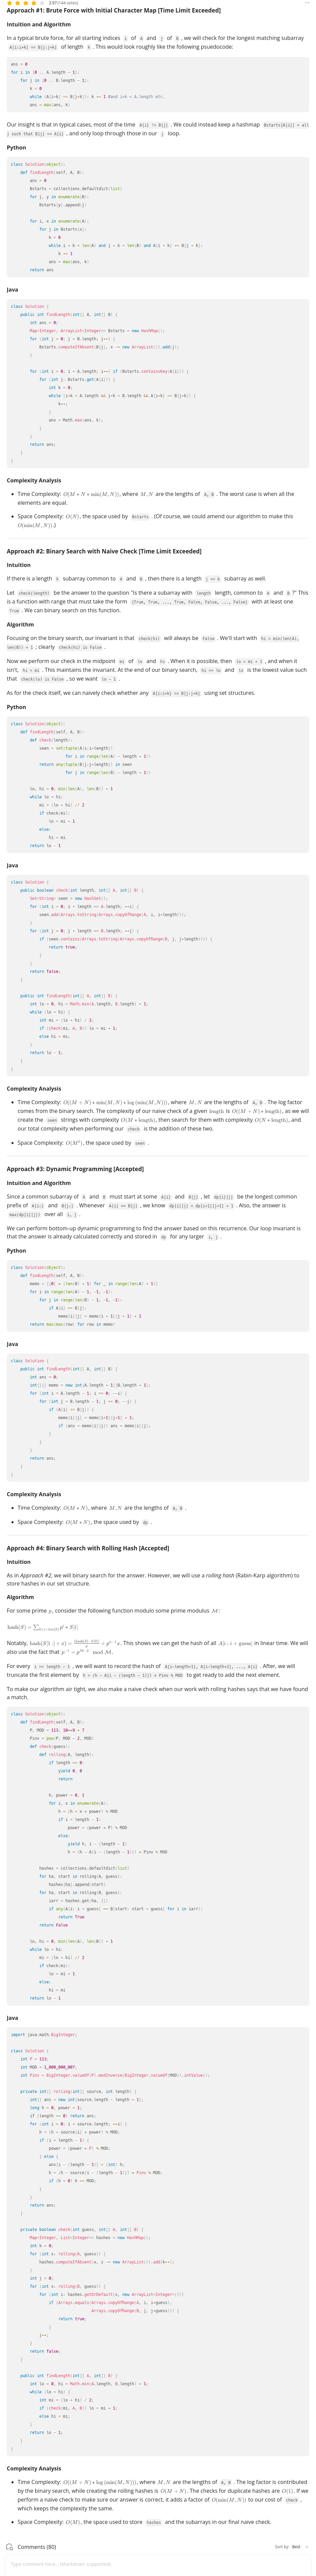 3.97 (144 votes)
Approach #1: Brute Force with Initial Character Map [Time Limit Exceeded]
Intuition and Algorithm
In a typical brute force, for all starting indices i of A and j of B, we will check for the longest matching subarray
A[i:i+k] == B[j:j+k] of length k. This would look roughly like the following psuedocode:
ans = 0
for i in [0 .. A.length - 1]:
for j in [0 .. B.length - 1]:
k = 0
while (A[i+k] == B[j+k]): k += 1 #and i+k < A.length etc.
ans = max(ans, k)
Our insight is that in typical cases, most of the time A[i] != B[j]. We could instead keep a hashmap Bstarts[A[i]] = all
j such that B[j] == A[i], and only loop through those in our j loop.
Python
class Solution(object):
def findLength(self, A, B):
ans = 0
Bstarts = collections.defaultdict(list)
for j, y in enumerate(B):
Bstarts[y].append(j)
for i, x in enumerate(A):
for j in Bstarts[x]:
k = 0
while i + k < len(A) and j + k < len(B) and A[i + k] == B[j + k]:
k += 1
ans = max(ans, k)
return ans
Java
class Solution {
public int findLength(int[] A, int[] B) {
int ans = 0;
Map<Integer, ArrayList<Integer>> Bstarts = new HashMap();
for (int j = 0; j < B.length; j++) {
Bstarts.computeIfAbsent(B[j], x -> new ArrayList()).add(j);
}
for (int i = 0; i < A.length; i++) if (Bstarts.containsKey(A[i])) {
for (int j: Bstarts.get(A[i])) {
int k = 0;
while (i+k < A.length && j+k < B.length && A[i+k] == B[j+k]) {
k++;
}
ans = Math.max(ans, k);
}
}
return ans;
}
}
Complexity Analysis
• Time Complexity: O(M * N * min(M, N)), where M, N are the lengths of A, B. The worst case is when all the
elements are equal.
• Space Complexity: O(N), the space used by Bstarts. (Of course, we could amend our algorithm to make this
O(min(M, N)).)
Approach #2: Binary Search with Naive Check [Time Limit Exceeded]
Intuition
If there is a length k subarray common to A and B, then there is a length j <= k subarray as well.
Let check(length) be the answer to the question "Is there a subarray with length length, common to A and B?" This
is a function with range that must take the form [True, True, ..., True, False, False, ..., False] with at least one
True. We can binary search on this function.
Algorithm
Focusing on the binary search, our invariant is that check(hi) will always be False. We'll start with hi = min(len(A),
len(B)) + 1; clearly check(hi) is False.
Now we perform our check in the midpoint mi of lo and hi. When it is possible, then lo = mi + 1, and when it
isn't, hi = mi. This maintains the invariant. At the end of our binary search, hi == lo and lo is the lowest value such
that check(lo) is False, so we want lo - 1.
As for the check itself, we can naively check whether any A[i:i+k] == B[j:j+k] using set structures.
Python
class Solution(object):
def findLength(self, A, B):
def check(length):
seen = set(tuple(A[i:i+length])
for i in range(len(A) - length + 1))
return any(tuple(B[j:j+length]) in seen
for j in range(len(B) - length + 1))
lo, hi = 0, min(len(A), len(B)) + 1
while lo < hi:
mi = (lo + hi) // 2
if check(mi):
lo = mi + 1
else:
hi = mi
return lo - 1
Java
class Solution {
public boolean check(int length, int[] A, int[] B) {
Set<String> seen = new HashSet();
for (int i = 0; i + length <= A.length; ++i) {
seen.add(Arrays.toString(Arrays.copyOfRange(A, i, i+length)));
}
for (int j = 0; j + length <= B.length; ++j) {
if (seen.contains(Arrays.toString(Arrays.copyOfRange(B, j, j+length)))) {
return true;
}
}
return false;
}
public int findLength(int[] A, int[] B) {
int lo = 0, hi = Math.min(A.length, B.length) + 1;
while (lo < hi) {
int mi = (lo + hi) / 2;
if (check(mi, A, B)) lo = mi + 1;
else hi = mi;
}
return lo - 1;
}
}
Complexity Analysis
• Time Complexity: O((M + N) * min(M, N) * log (min(M, N))), where M, N are the lengths of A, B. The log factor
comes from the binary search. The complexity of our naive check of a given length is O((M + N) * length), as we will
create the seen strings with complexity O(M * length), then search for them with complexity O(N * length), and
our total complexity when performing our check is the addition of these two.
• Space Complexity: O(M²), the space used by seen.
Approach #3: Dynamic Programming [Accepted]
Intuition and Algorithm
Since a common subarray of A and B must start at some A[i] and B[j], let dp[i][j] be the longest common
prefix of A[i:] and B[j:]. Whenever A[i] == B[j], we know dp[i][j] = dp[i+1][j+1] + 1. Also, the answer is
max(dp[i][j]) over all i, j.
We can perform bottom-up dynamic programming to find the answer based on this recurrence. Our loop invariant is
that the answer is already calculated correctly and stored in dp for any larger i, j.
Python
class Solution(object):
def findLength(self, A, B):
memo = [[0] * (len(B) + 1) for _ in range(len(A) + 1)]
for i in range(len(A) - 1, -1, -1):
for j in range(len(B) - 1, -1, -1):
if A[i] == B[j]:
memo[i][j] = memo[i + 1][j + 1] + 1
return max(max(row) for row in memo)
Java
class Solution {
public int findLength(int[] A, int[] B) {
int ans = 0;
int[][] memo = new int[A.length + 1][B.length + 1];
for (int i = A.length - 1; i >= 0; --i) {
for (int j = B.length - 1; j >= 0; --j) {
if (A[i] == B[j]) {
memo[i][j] = memo[i+1][j+1] + 1;
if (ans < memo[i][j]) ans = memo[i][j];
}
}
}
return ans;
}
}
Complexity Analysis
• Time Complexity: O(M * N), where M, N are the lengths of A, B.
• Space Complexity: O(M * N), the space used by dp.
Approach #4: Binary Search with Rolling Hash [Accepted]
Intuition
As in Approach #2, we will binary search for the answer. However, we will use a rolling hash (Rabin-Karp algorithm) to
store hashes in our set structure.
Algorithm
For some prime p, consider the following function modulo some prime modulus M:
Notably, This shows we can get the hash of all A[i : i + guess] in linear time. We will
also use the fact that p⁻¹ = p^(M−2) mod M.
For every i >= length - 1, we will want to record the hash of A[i-length+1], A[i-length+2], ..., A[i]. After, we will
truncate the first element by h = (h - A[i - (length - 1)]) * Pinv % MOD to get ready to add the next element.
To make our algorithm air tight, we also make a naive check when our work with rolling hashes says that we have found
a match.
Python
class Solution(object):
def findLength(self, A, B):
P, MOD = 113, 10**9 + 7
Pinv = pow(P, MOD - 2, MOD)
def check(guess):
def rolling(A, length):
if length == 0:
yield 0, 0
return
h, power = 0, 1
for i, x in enumerate(A):
h = (h + x * power) % MOD
if i < length - 1:
power = (power * P) % MOD
else:
yield h, i - (length - 1)
h = (h - A[i - (length - 1)]) * Pinv % MOD
hashes = collections.defaultdict(list)
for ha, start in rolling(A, guess):
hashes[ha].append(start)
for ha, start in rolling(B, guess):
iarr = hashes.get(ha, [])
if any(A[i: i + guess] == B[start: start + guess] for i in iarr):
return True
return False
lo, hi = 0, min(len(A), len(B)) + 1
while lo < hi:
mi = (lo + hi) // 2
if check(mi):
lo = mi + 1
else:
hi = mi
return lo - 1
Java
import java.math.BigInteger;
class Solution {
int P = 113;
int MOD = 1_000_000_007;
int Pinv = BigInteger.valueOf(P).modInverse(BigInteger.valueOf(MOD)).intValue();
private int[] rolling(int[] source, int length) {
int[] ans = new int[source.length - length + 1];
long h = 0, power = 1;
if (length == 0) return ans;
for (int i = 0; i < source.length; ++i) {
h = (h + source[i] * power) % MOD;
if (i < length - 1) {
power = (power * P) % MOD;
} else {
ans[i - (length - 1)] = (int) h;
h = (h - source[i - (length - 1)]) * Pinv % MOD;
if (h < 0) h += MOD;
}
}
return ans;
}
private boolean check(int guess, int[] A, int[] B) {
Map<Integer, List<Integer>> hashes = new HashMap();
int k = 0;
for (int x: rolling(A, guess)) {
hashes.computeIfAbsent(x, z -> new ArrayList()).add(k++);
}
int j = 0;
for (int x: rolling(B, guess)) {
for (int i: hashes.getOrDefault(x, new ArrayList<Integer>()))
if (Arrays.equals(Arrays.copyOfRange(A, i, i+guess),
Arrays.copyOfRange(B, j, j+guess))) {
return true;
}
j++;
}
return false;
}
public int findLength(int[] A, int[] B) {
int lo = 0, hi = Math.min(A.length, B.length) + 1;
while (lo < hi) {
int mi = (lo + hi) / 2;
if (check(mi, A, B)) lo = mi + 1;
else hi = mi;
}
return lo - 1;
}
}
Complexity Analysis
• Time Complexity: O((M + N) * log (min(M, N))), where M, N are the lengths of A, B. The log factor is contributed
by the binary search, while creating the rolling hashes is O(M + N). The checks for duplicate hashes are O(1). If we
perform a naive check to make sure our answer is correct, it adds a factor of O(min(M, N)) to our cost of check,
which keeps the complexity the same.
• Space Complexity: O(M), the space used to store hashes and the subarrays in our final naive check.
Comments (80)
Sort by: Best
Type comment here... (Markdown supported)